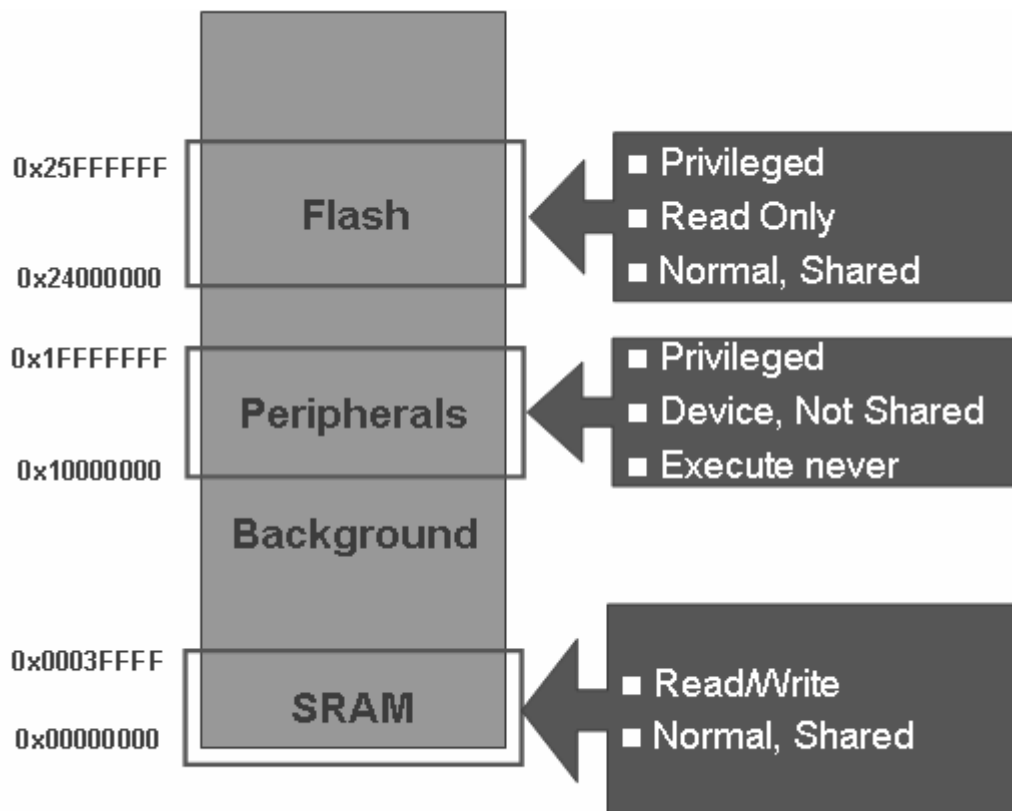 0x25FFFFFF
Flash
0x24000000
■ Privileged
■ Read Only
■ Normal, Shared
0x1FFFFFFF
Peripherals
0x10000000
■ Privileged
■ Device, Not Shared
■ Execute never
Background
0x0003FFFF
SRAM
0x00000000
■ Read/Write
■ Normal, Shared